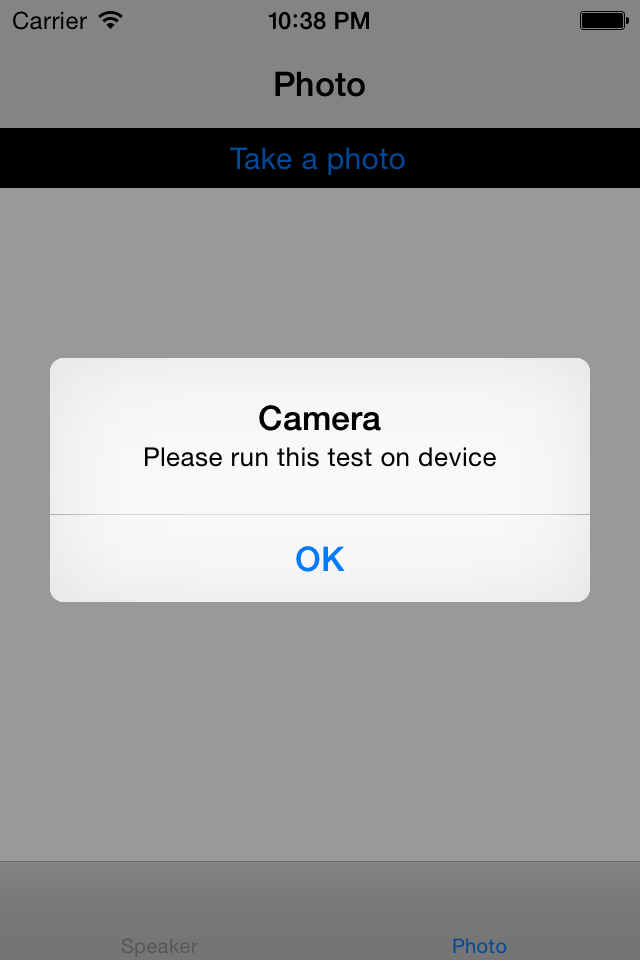 Carrier 10:38 PM
Photo
Take a photo
Camera
Please run this test on device
OK
Speaker Photo